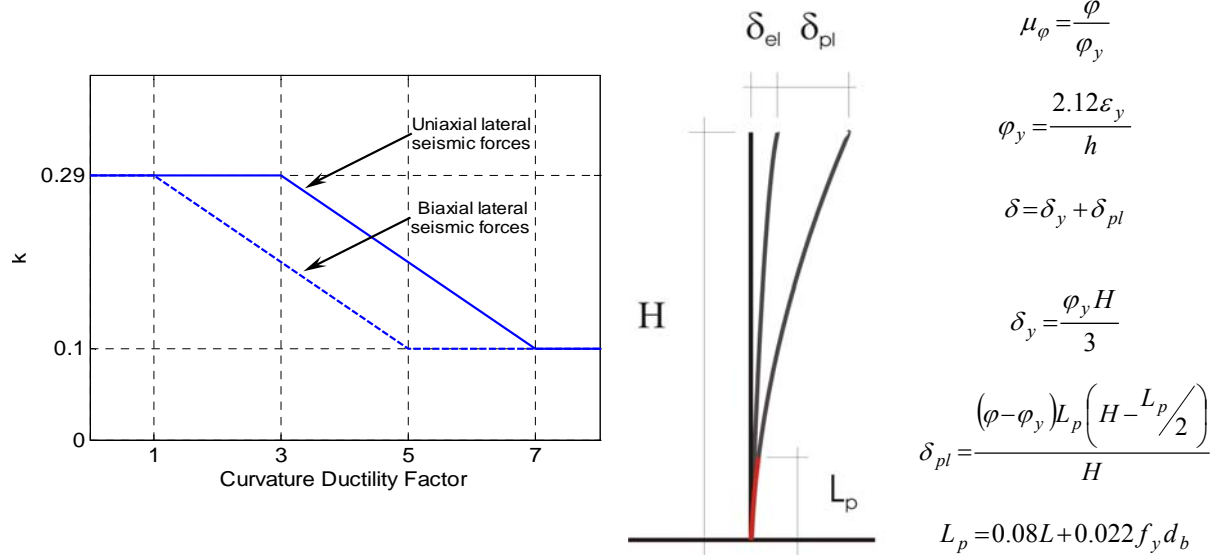 k
0.29
0.1
0
1 3 5 7
Curvature Ductility Factor
Uniaxial lateral
seismic forces
Biaxial lateral
seismic forces
δel δpl
H
Lp
μφ = φ/φy
φy = 2.12εy/h
δ = δy + δpl
δy = φyH/3
δpl = (φ-φy)Lp(H-Lp/2)/H
Lp = 0.08L + 0.022fydb